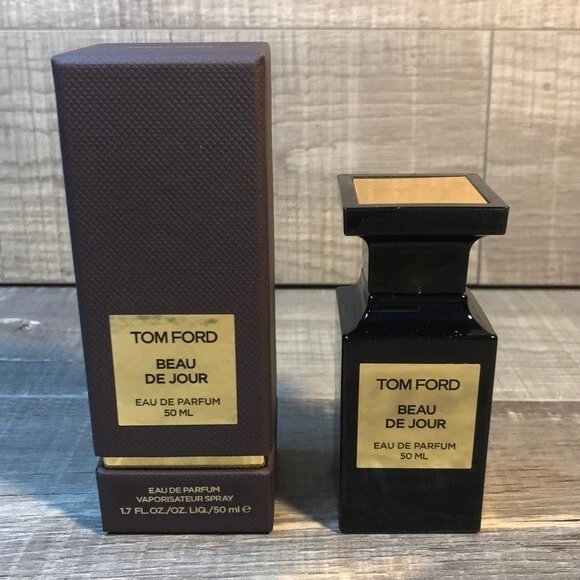 TOM FORD
BEAU
DE JOUR
EAU DE PARFUM
50 ML
EAU DE PARFUM
VAPORISATEUR SPRAY
1.7 FL.OZ./OZ. LIQ./50 ml e
TOM FORD
BEAU
DE JOUR
EAU DE PARFUM
50 ML